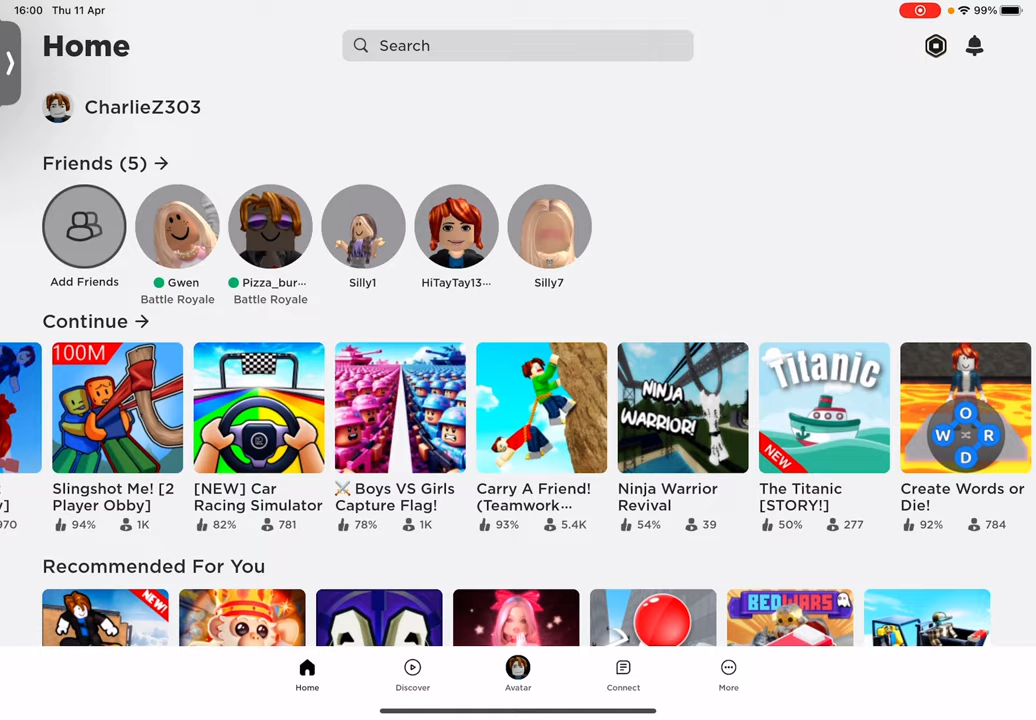 16:00 Thu 11 Apr
99%
Home
Search
CharlieZ303
Friends (5) →
Add Friends
Gwen
Battle Royale
Pizza_bur···
Battle Royale
Silly1
HiTayTay13···
Silly7
Continue →
970
100M
Slingshot Me! [2
Player Obby]
94% 1K
[NEW] Car
Racing Simulator
82% 781
⚔️ Boys VS Girls
Capture Flag!
78% 1K
Carry A Friend!
(Teamwork···
93% 5.4K
NINJA
WARRIOR!
Ninja Warrior
Revival
54% 39
Titanic
NEW
The Titanic
[STORY!]
50% 277
O
W R
D
Create Words or
Die!
92% 784
Recommended For You
NEW!
BEDWARS
Home
Discover
Avatar
Connect
More